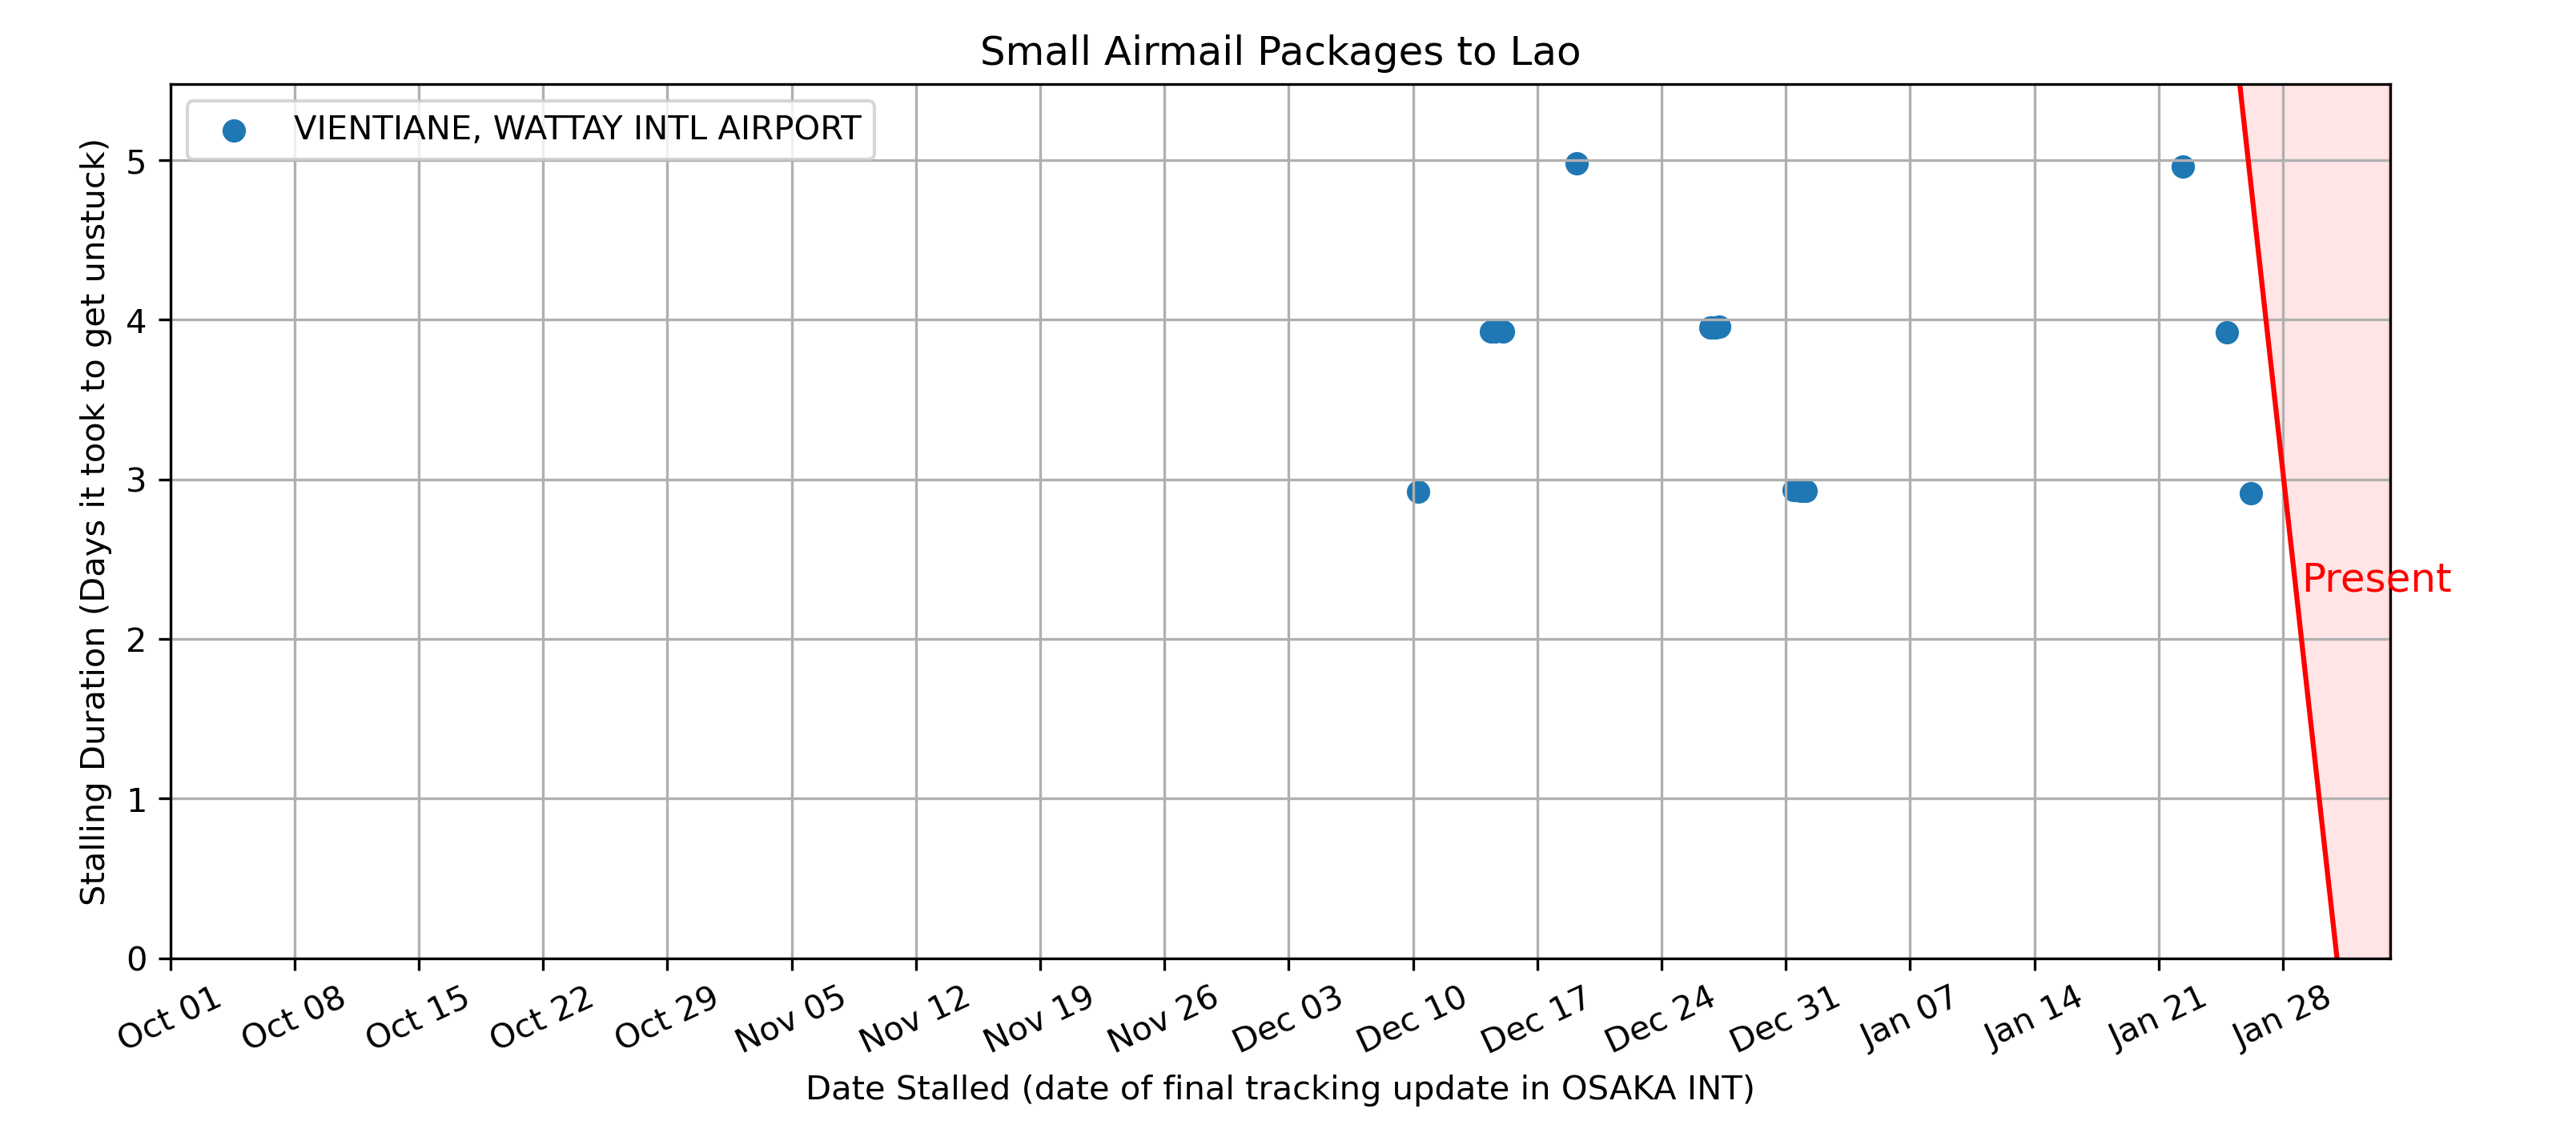 Small Airmail Packages to Lao
VIENTIANE, WATTAY INTL AIRPORT
Stalling Duration (Days it took to get unstuck)
5
4
3
2
1
0
Present
Oct 01
Oct 08
Oct 15
Oct 22
Oct 29
Nov 05
Nov 12
Nov 19
Nov 26
Dec 03
Dec 10
Dec 17
Dec 24
Dec 31
Jan 07
Jan 14
Jan 21
Jan 28
Date Stalled (date of final tracking update in OSAKA INT)